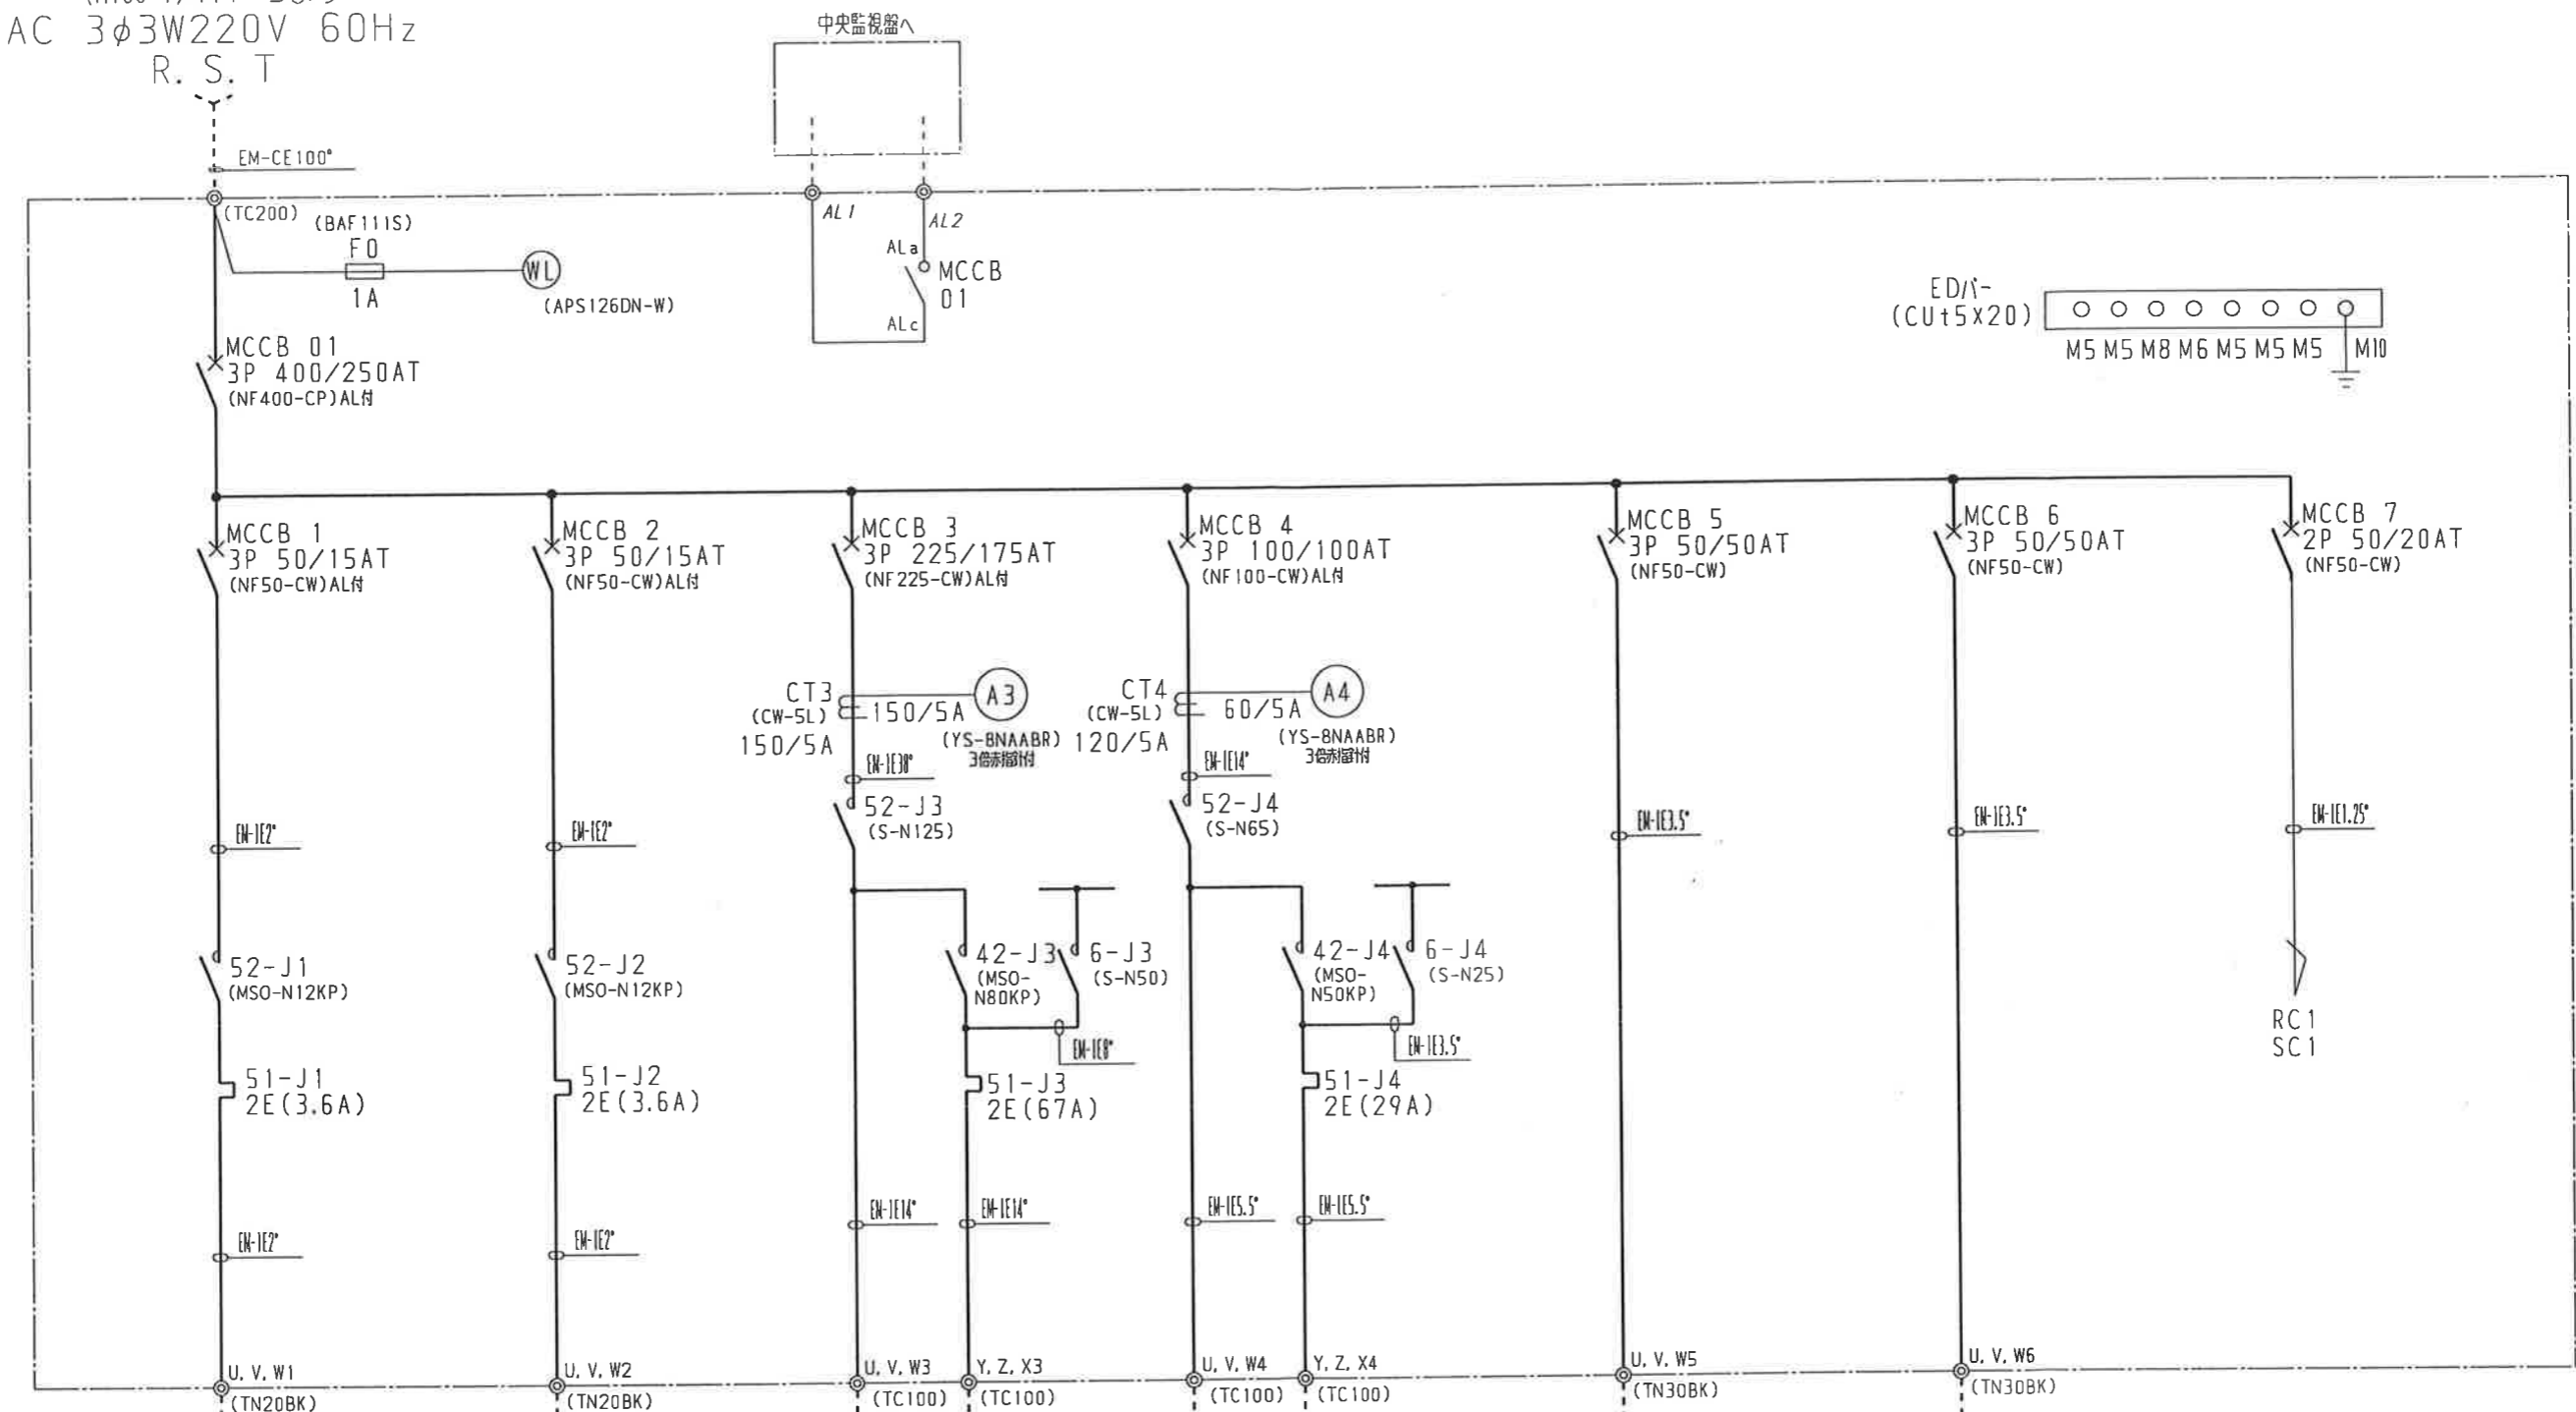 AC 3φ3W220V 60Hz
R. S. T
中央監視盤へ
EM-CE100°
(TC200)
(BAF111S)
F0
1A
WL
(APS126DN-W)
AL1
AL2
ALa
MCCB
01
ALc
EDバー
(CUt5X20)
M5 M5 M8 M6 M5 M5 M5 M10
MCCB 01
3P 400/250AT
(NF400-CP)AL付
MCCB 1
3P 50/15AT
(NF50-CW)AL付
MCCB 2
3P 50/15AT
(NF50-CW)AL付
MCCB 3
3P 225/175AT
(NF225-CW)AL付
MCCB 4
3P 100/100AT
(NF100-CW)AL付
MCCB 5
3P 50/50AT
(NF50-CW)
MCCB 6
3P 50/50AT
(NF50-CW)
MCCB 7
2P 50/20AT
(NF50-CW)
CT3
(CW-5L)
150/5A
150/5A
A3
(YS-8NAABR)
3倍赤指針付
CT4
(CW-5L)
120/5A
60/5A
A4
(YS-8NAABR)
3倍赤指針付
EM-IE38°
EM-IE14°
52-J3
(S-N125)
52-J4
(S-N65)
EM-IE2°
EM-IE2°
EM-IE3.5°
EM-IE3.5°
EM-IE1.25°
52-J1
(MSO-N12KP)
52-J2
(MSO-N12KP)
42-J3
(MSO-
N80KP)
6-J3
(S-N50)
42-J4
(MSO-
N50KP)
6-J4
(S-N25)
EM-IE8°
EM-IE3.5°
RC1
SC1
51-J1
2E(3.6A)
51-J2
2E(3.6A)
51-J3
2E(67A)
51-J4
2E(29A)
EM-IE2°
EM-IE2°
EM-IE14°
EM-IE14°
EM-IE5.5°
EM-IE5.5°
U. V. W1
(TN20BK)
U. V. W2
(TN20BK)
U. V. W3
(TC100)
Y. Z. X3
(TC100)
U. V. W4
(TC100)
Y. Z. X4
(TC100)
U. V. W5
(TN30BK)
U. V. W6
(TN30BK)